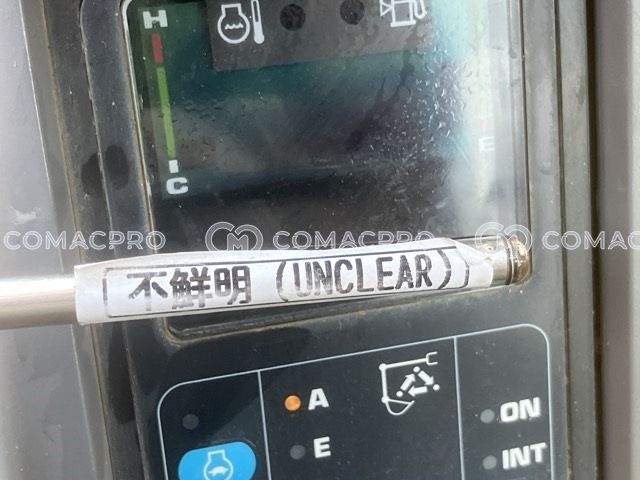 H
I
C
E
COMACPRO COMACPRO COMAC
不鮮明 (UNCLEAR)
A
E
ON
INT